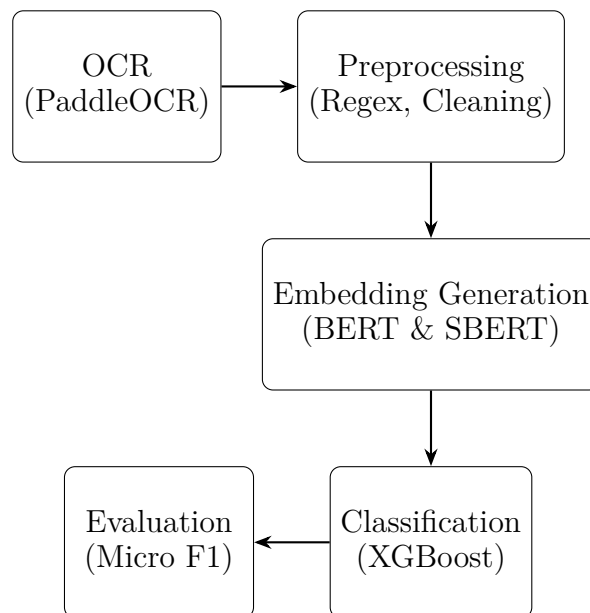 OCR
(PaddleOCR)
Preprocessing
(Regex, Cleaning)
Embedding Generation
(BERT & SBERT)
Classification
(XGBoost)
Evaluation
(Micro F1)